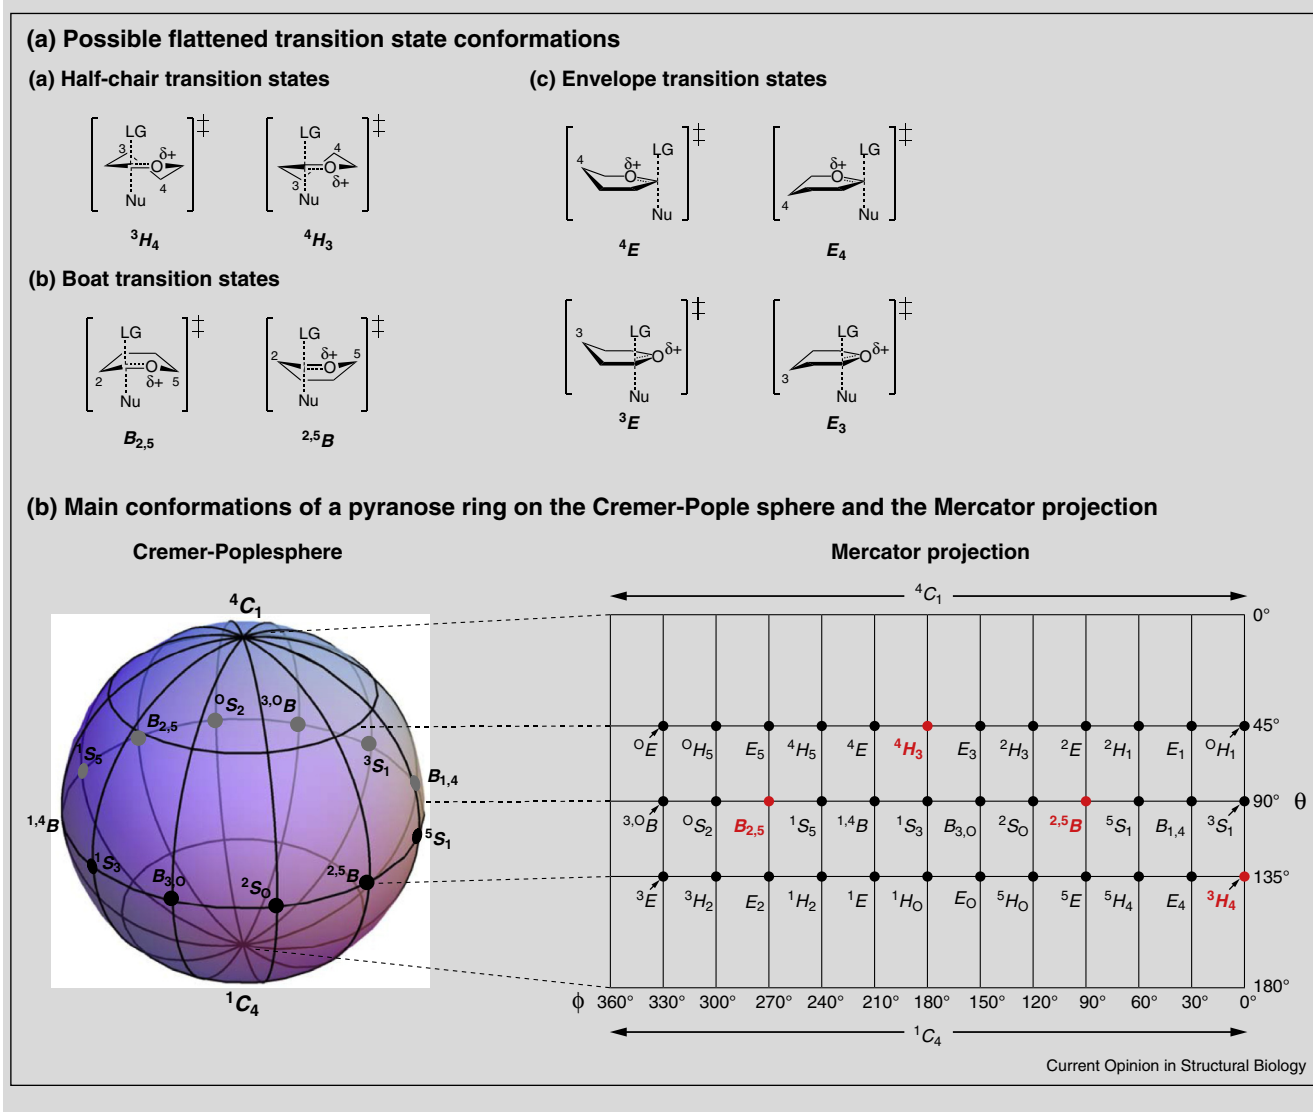 (a) Possible flattened transition state conformations
(a) Half-chair transition states
(c) Envelope transition states
LG ‡ LG ‡
3 δ+ O 4 4 O δ+ 3
Nu Nu
³H₄ ⁴H₃
LG ‡ LG ‡
4 δ+ O δ+ O 4
Nu Nu
⁴E E₄
(b) Boat transition states
LG ‡ LG ‡
2 O δ+ 5 2 δ+ O 5
Nu Nu
B₂,₅ ²,⁵B
‡ ‡
3 LG O δ+ LG O δ+ 3
Nu Nu
³E E₃
(b) Main conformations of a pyranose ring on the Cremer-Pople sphere and the Mercator projection
Cremer-Poplesphere
⁴C₁
ᴼS₂ ³,ᴼB
B₂,₅
¹S₅ ³S₁
B₁,₄
¹,⁴B ⁵S₁
¹S₃ B₃,O ²SO ²,⁵B
¹C₄
Mercator projection
⁴C₁
0°
45°
ᴼE ᴼH₅ E₅ ⁴H₅ ⁴E ⁴H₃ E₃ ²H₃ ²E ²H₁ E₁ ᴼH₁
90° θ
³,ᴼB ᴼS₂ B₂,₅ ¹S₅ ¹,⁴B ¹S₃ B₃,O ²SO ²,⁵B ⁵S₁ B₁,₄ ³S₁
135°
³E ³H₂ E₂ ¹H₂ ¹E ¹HO EO ⁵HO ⁵E ⁵H₄ E₄ ³H₄
180°
ϕ 360° 330° 300° 270° 240° 210° 180° 150° 120° 90° 60° 30° 0°
¹C₄
Current Opinion in Structural Biology